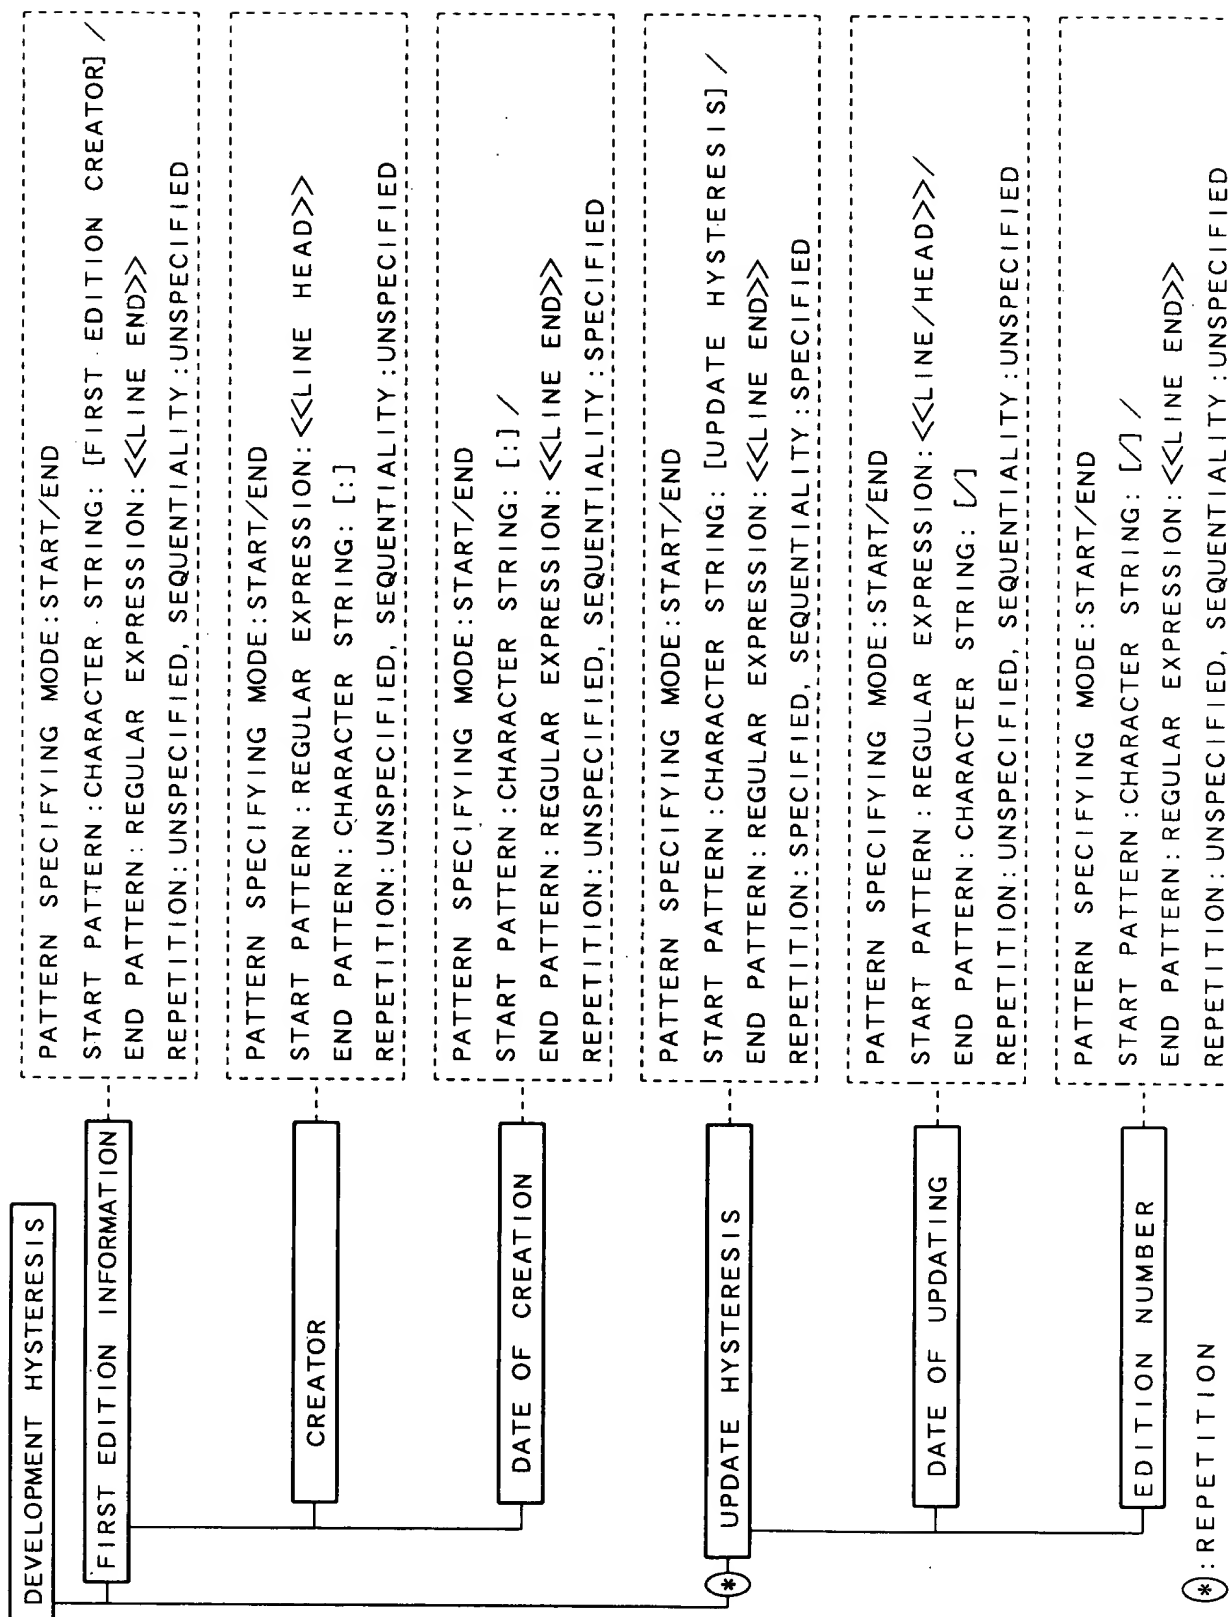 DEVELOPMENT HYSTERESIS
FIRST EDITION INFORMATION
PATTERN SPECIFYING MODE:START/END
START PATTERN:CHARACTER STRING:[FIRST EDITION CREATOR]/
END PATTERN:REGULAR EXPRESSION:<<LINE END>>
REPETITION:UNSPECIFIED, SEQUENTIALITY:UNSPECIFIED
CREATOR
PATTERN SPECIFYING MODE:START/END
START PATTERN:REGULAR EXPRESSION:<<LINE HEAD>>
END PATTERN:CHARACTER STRING:[:]
REPETITION:UNSPECIFIED, SEQUENTIALITY:UNSPECIFIED
DATE OF CREATION
PATTERN SPECIFYING MODE:START/END
START PATTERN:CHARACTER STRING:[:]/
END PATTERN:REGULAR EXPRESSION:<<LINE END>>
REPETITION:UNSPECIFIED, SEQUENTIALITY:SPECIFIED
UPDATE HYSTERESIS
PATTERN SPECIFYING MODE:START/END
START PATTERN:CHARACTER STRING:[UPDATE HYSTERESIS]/
END PATTERN:REGULAR EXPRESSION:<<LINE END>>
REPETITION:SPECIFIED, SEQUENTIALITY:SPECIFIED
DATE OF UPDATING
PATTERN SPECIFYING MODE:START/END
START PATTERN:REGULAR EXPRESSION:<<LINE/HEAD>>/
END PATTERN:CHARACTER STRING:[/]
REPETITION:UNSPECIFIED, SEQUENTIALITY:UNSPECIFIED
EDITION NUMBER
PATTERN SPECIFYING MODE:START/END
START PATTERN:CHARACTER STRING:[/]/
END PATTERN:REGULAR EXPRESSION:<<LINE END>>
REPETITION:UNSPECIFIED, SEQUENTIALITY:UNSPECIFIED
(*):REPETITION
*